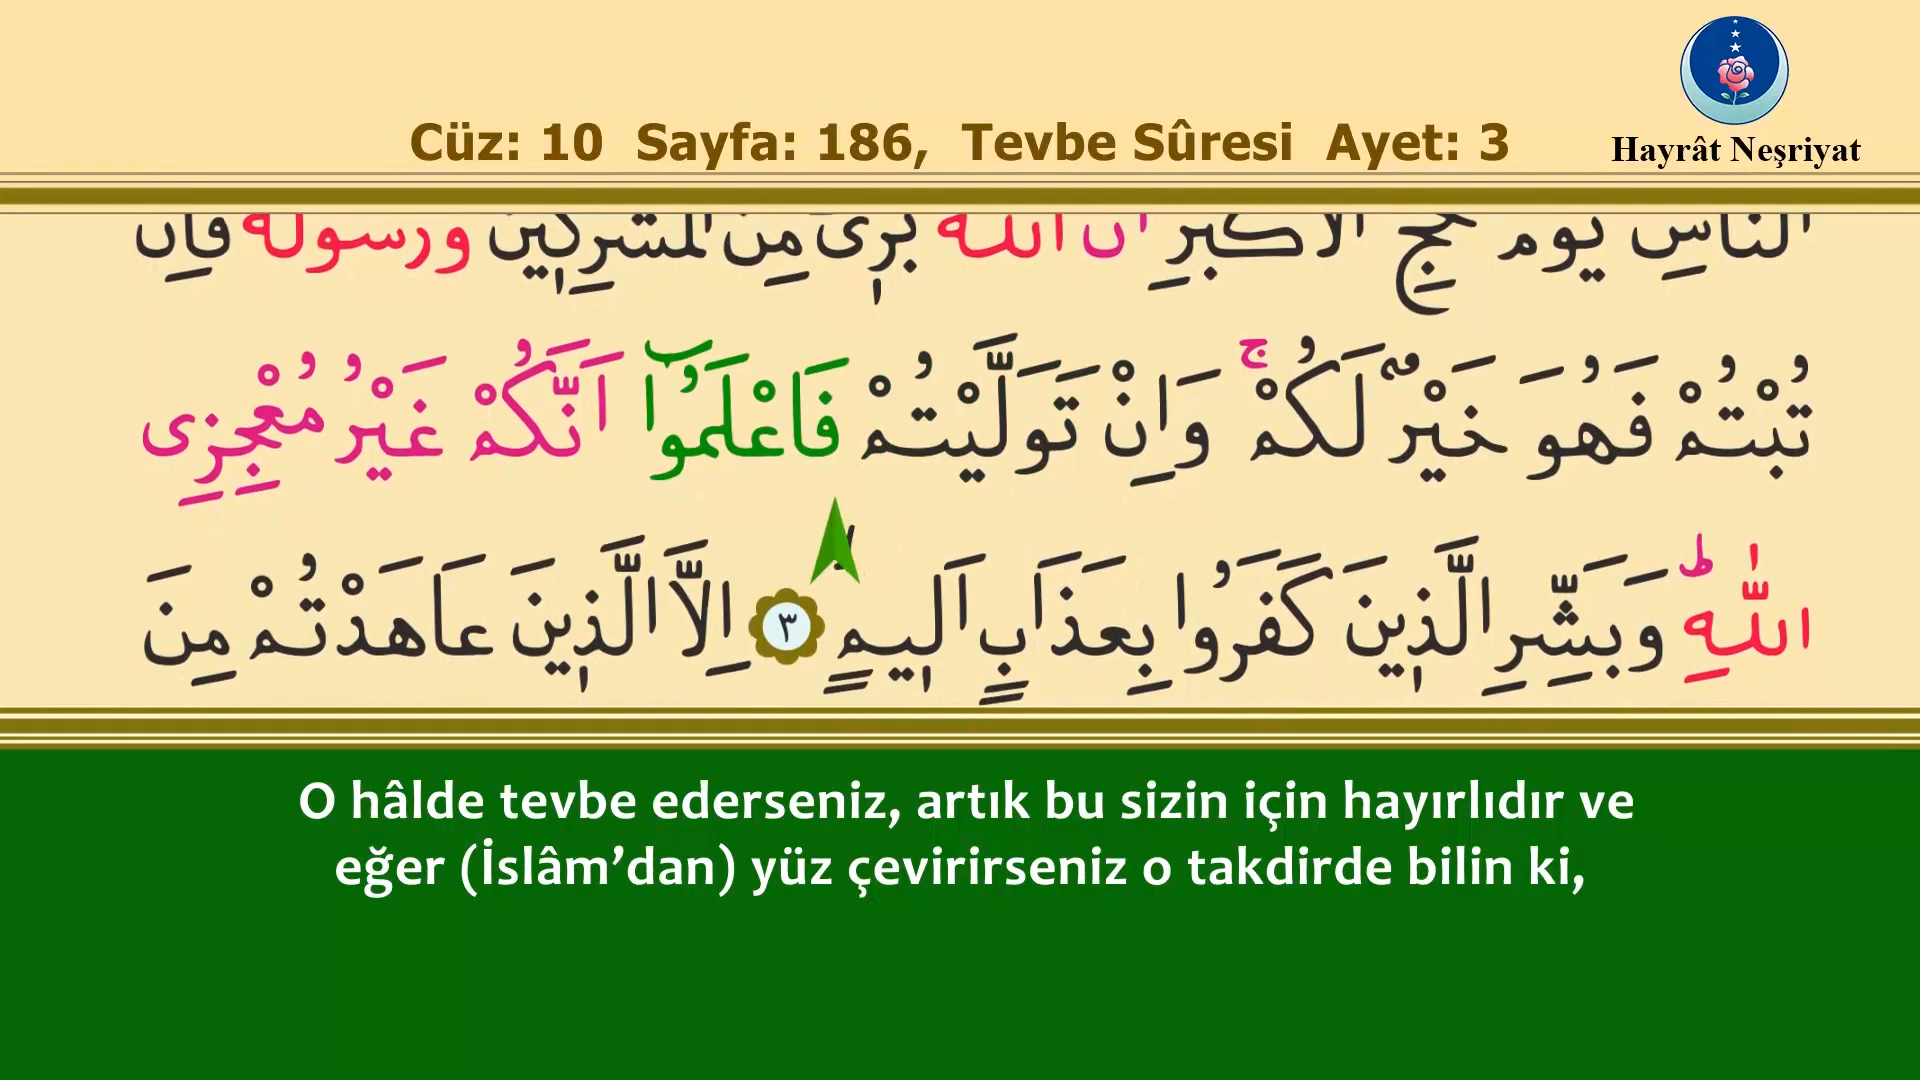 Cüz: 10 Sayfa: 186, Tevbe Sûresi Ayet: 3
Hayrât Neşriyat
النَّاسِ يَوْمَ الْحَجِّ الْاَكْبَرِ اَنَّ اللّٰهَ بَر۪ىءٌ مِنَ الْمُشْرِك۪ينَ وَرَسُولُهُ فَاِنْ
تُبْتُمْ فَهُوَ خَيْرٌ لَكُمْ ۚ وَاِنْ تَوَلَّيْتُمْ فَاعْلَمُٓوا اَنَّكُمْ غَيْرُ مُعْجِزِى
اللّٰهِ ۜ وَبَشِّرِ الَّذ۪ينَ كَفَرُوا بِعَذَابٍ اَل۪يمٍ ٣ اِلَّا الَّذ۪ينَ عَاهَدْتُمْ مِنَ
O hâlde tevbe ederseniz, artık bu sizin için hayırlıdır ve
eğer (İslâm’dan) yüz çevirirseniz o takdirde bilin ki,